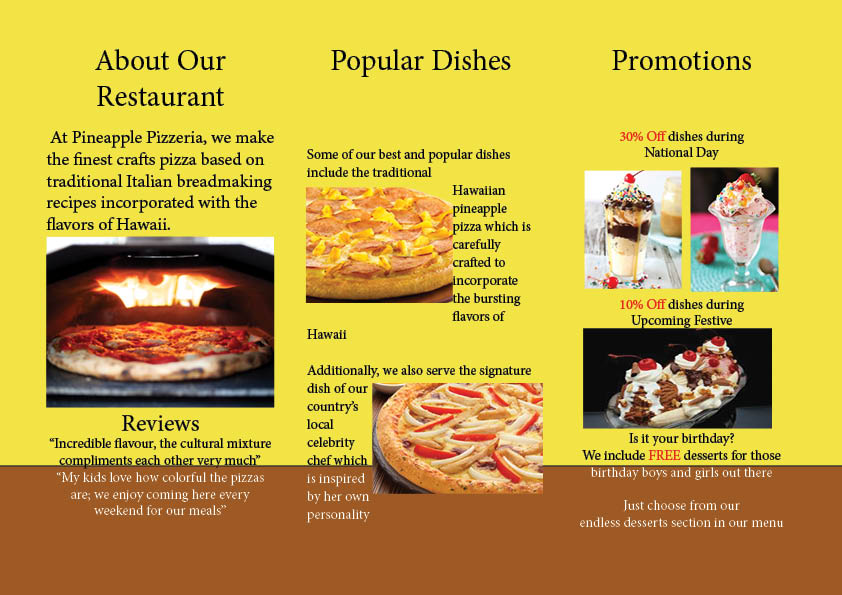 About Our
Restaurant
At Pineapple Pizzeria, we make
the finest crafts pizza based on
traditional Italian breadmaking
recipes incorporated with the
flavors of Hawaii.
Reviews
“Incredible flavour, the cultural mixture
compliments each other very much”
“My kids love how colorful the pizzas
are; we enjoy coming here every
weekend for our meals”
Popular Dishes
Some of our best and popular dishes
include the traditional
Hawaiian
pineapple
pizza which is
carefully
crafted to
incorporate
the bursting
flavors of
Hawaii
Additionally, we also serve the signature
dish of our
country’s
local
celebrity
chef which
is inspired
by her own
personality
Promotions
30% Off dishes during
National Day
10% Off dishes during
Upcoming Festive
Is it your birthday?
We include FREE desserts for those
birthday boys and girls out there
Just choose from our
endless desserts section in our menu